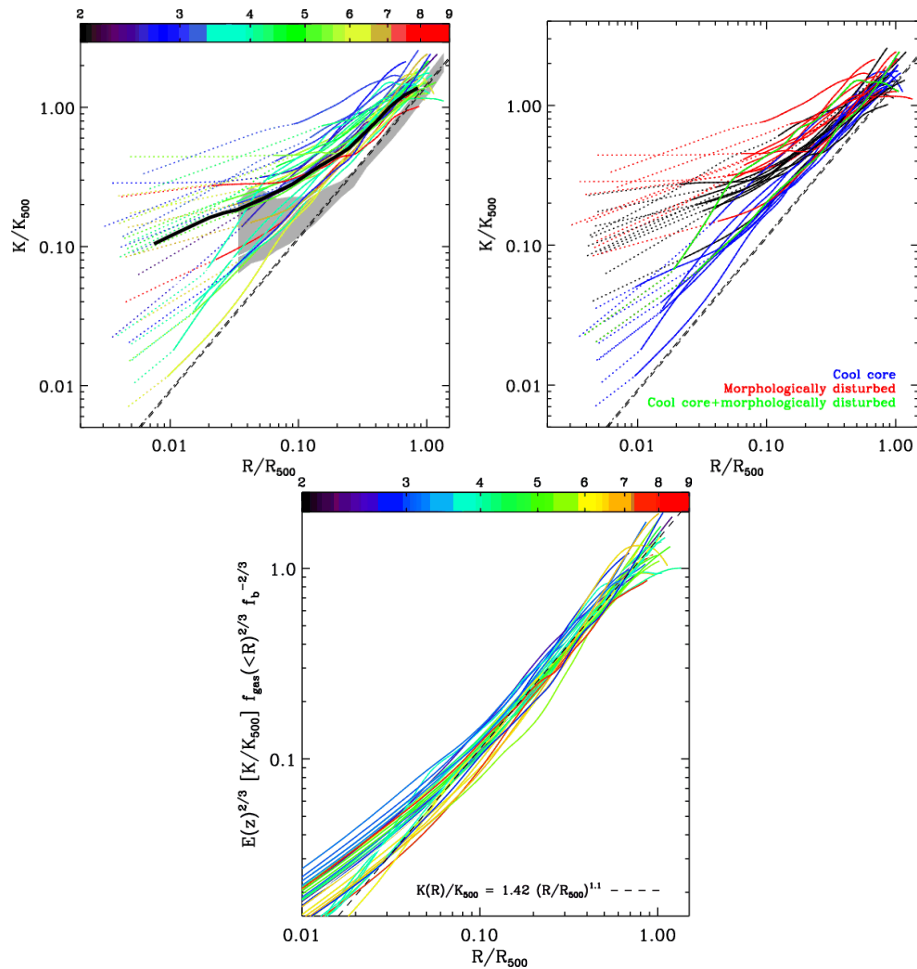 2 3 4 5 6 7 8 9
1.00
0.10
0.01
K/K500
0.01 0.10 1.00
R/R500
1.00
0.10
0.01
K/K500
Cool core
Morphologically disturbed
Cool core+morphologically disturbed
0.01 0.10 1.00
R/R500
2 3 4 5 6 7 8 9
1.0
0.1
E(z)^2/3 [K/K500] fgas(<R)^2/3 fb^-2/3
K(R)/K500 = 1.42 (R/R500)^1.1
0.01 0.10 1.00
R/R500